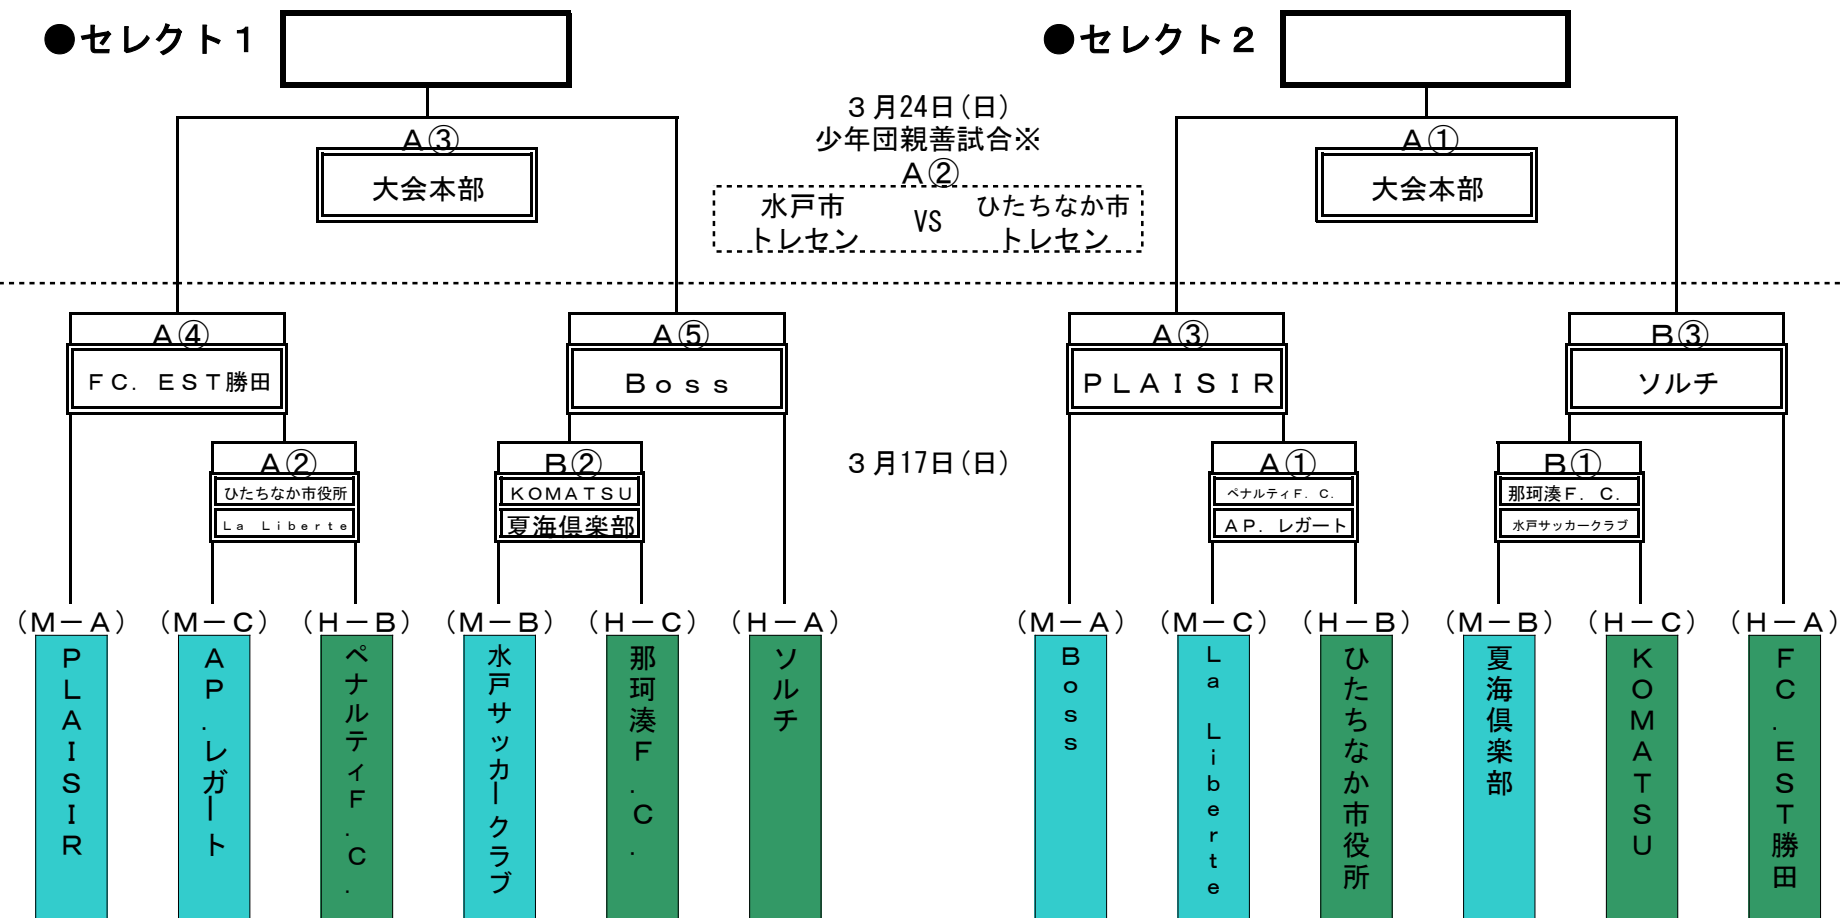 ●セレクト１
●セレクト２
３月24日(日)
少年団親善試合※
A②
水戸市
トレセン
VS
ひたちなか市
トレセン
A③
大会本部
A①
大会本部
A④
ＦＣ．ＥＳＴ勝田
A⑤
Ｂｏｓｓ
A③
ＰＬＡＩＳＩＲ
B③
ソルチ
３月17日(日)
A②
ひたちなか市役所
Ｌａ Ｌｉｂｅｒｔｅ
B②
ＫＯＭＡＴＳＵ
夏海倶楽部
A①
ペナルティＦ．Ｃ．
ＡＰ．レガート
B①
那珂湊Ｆ．Ｃ．
水戸サッカークラブ
（Ｍ－Ａ）
（Ｍ－Ｃ）
（Ｈ－Ｂ）
（Ｍ－Ｂ）
（Ｈ－Ｃ）
（Ｈ－Ａ）
（Ｍ－Ａ）
（Ｍ－Ｃ）
（Ｈ－Ｂ）
（Ｍ－Ｂ）
（Ｈ－Ｃ）
（Ｈ－Ａ）
ＰＬＡＩＳＩＲ
ＡＰ．レガート
ペナルティＦ．Ｃ．
水戸サッカークラブ
那珂湊Ｆ．Ｃ．
ソルチ
Ｂｏｓｓ
Ｌａ Ｌｉｂｅｒｔｅ
ひたちなか市役所
夏海倶楽部
ＫＯＭＡＴＳＵ
ＦＣ．ＥＳＴ勝田